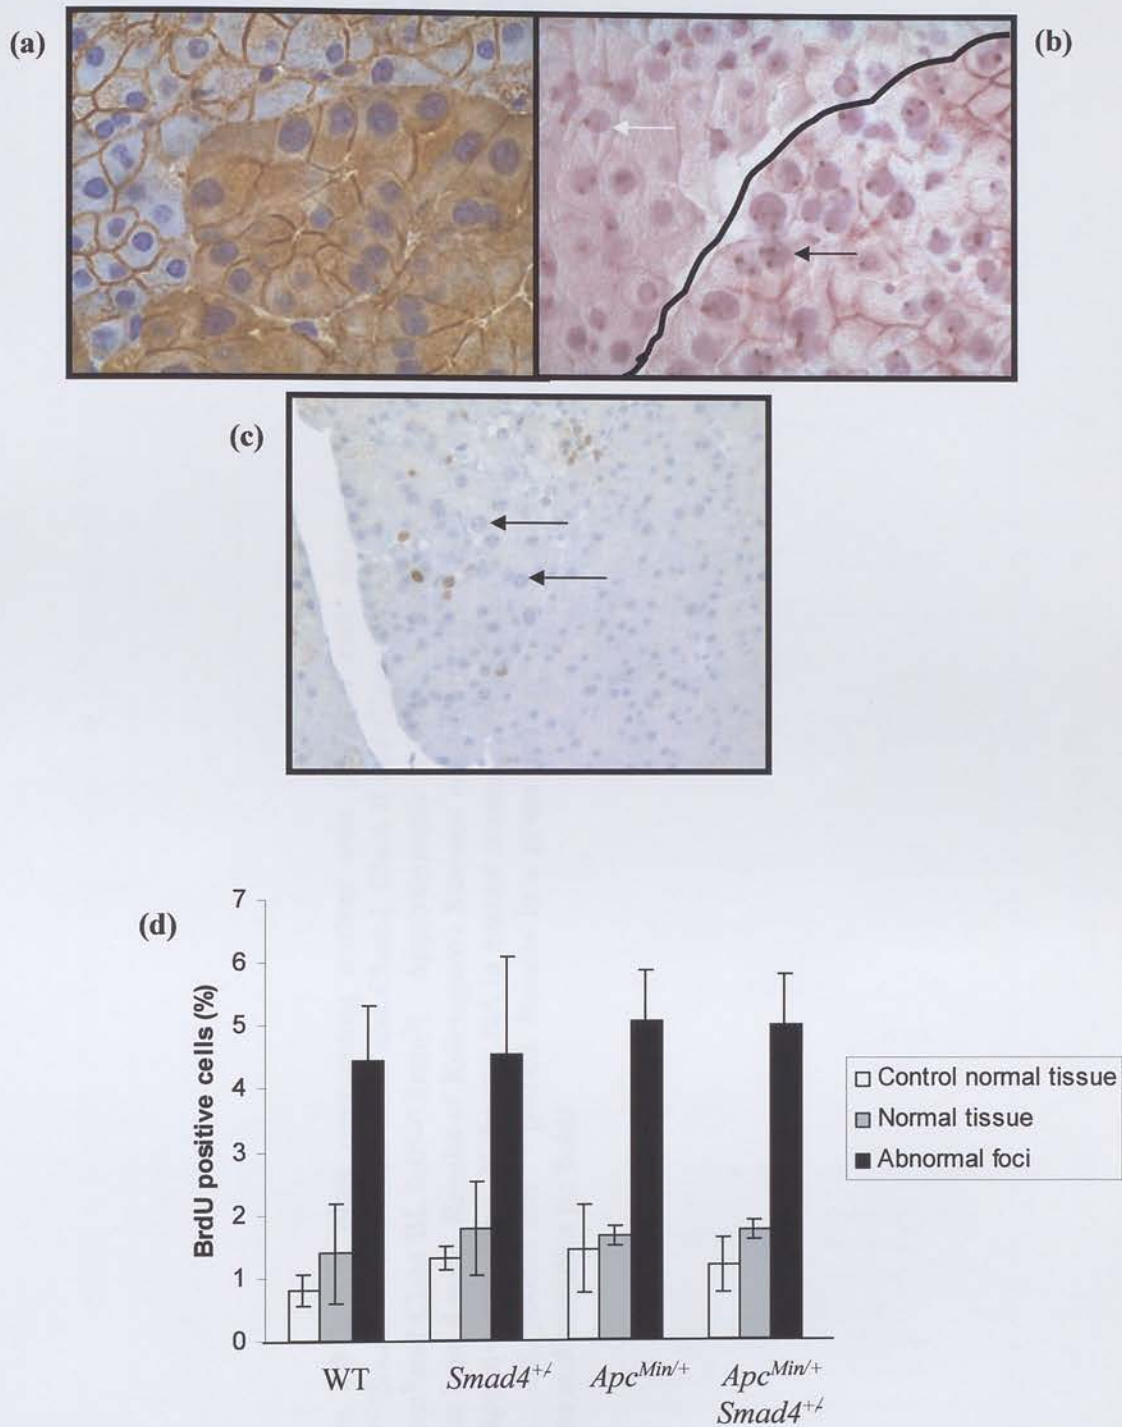 (a)
(b)
(c)
(d)
BrdU positive cells (%)
7
6
5
4
3
2
1
0
Control normal tissue
Normal tissue
Abnormal foci
WT
Smad4+/-
ApcMin/+
ApcMin/+
Smad4+/-